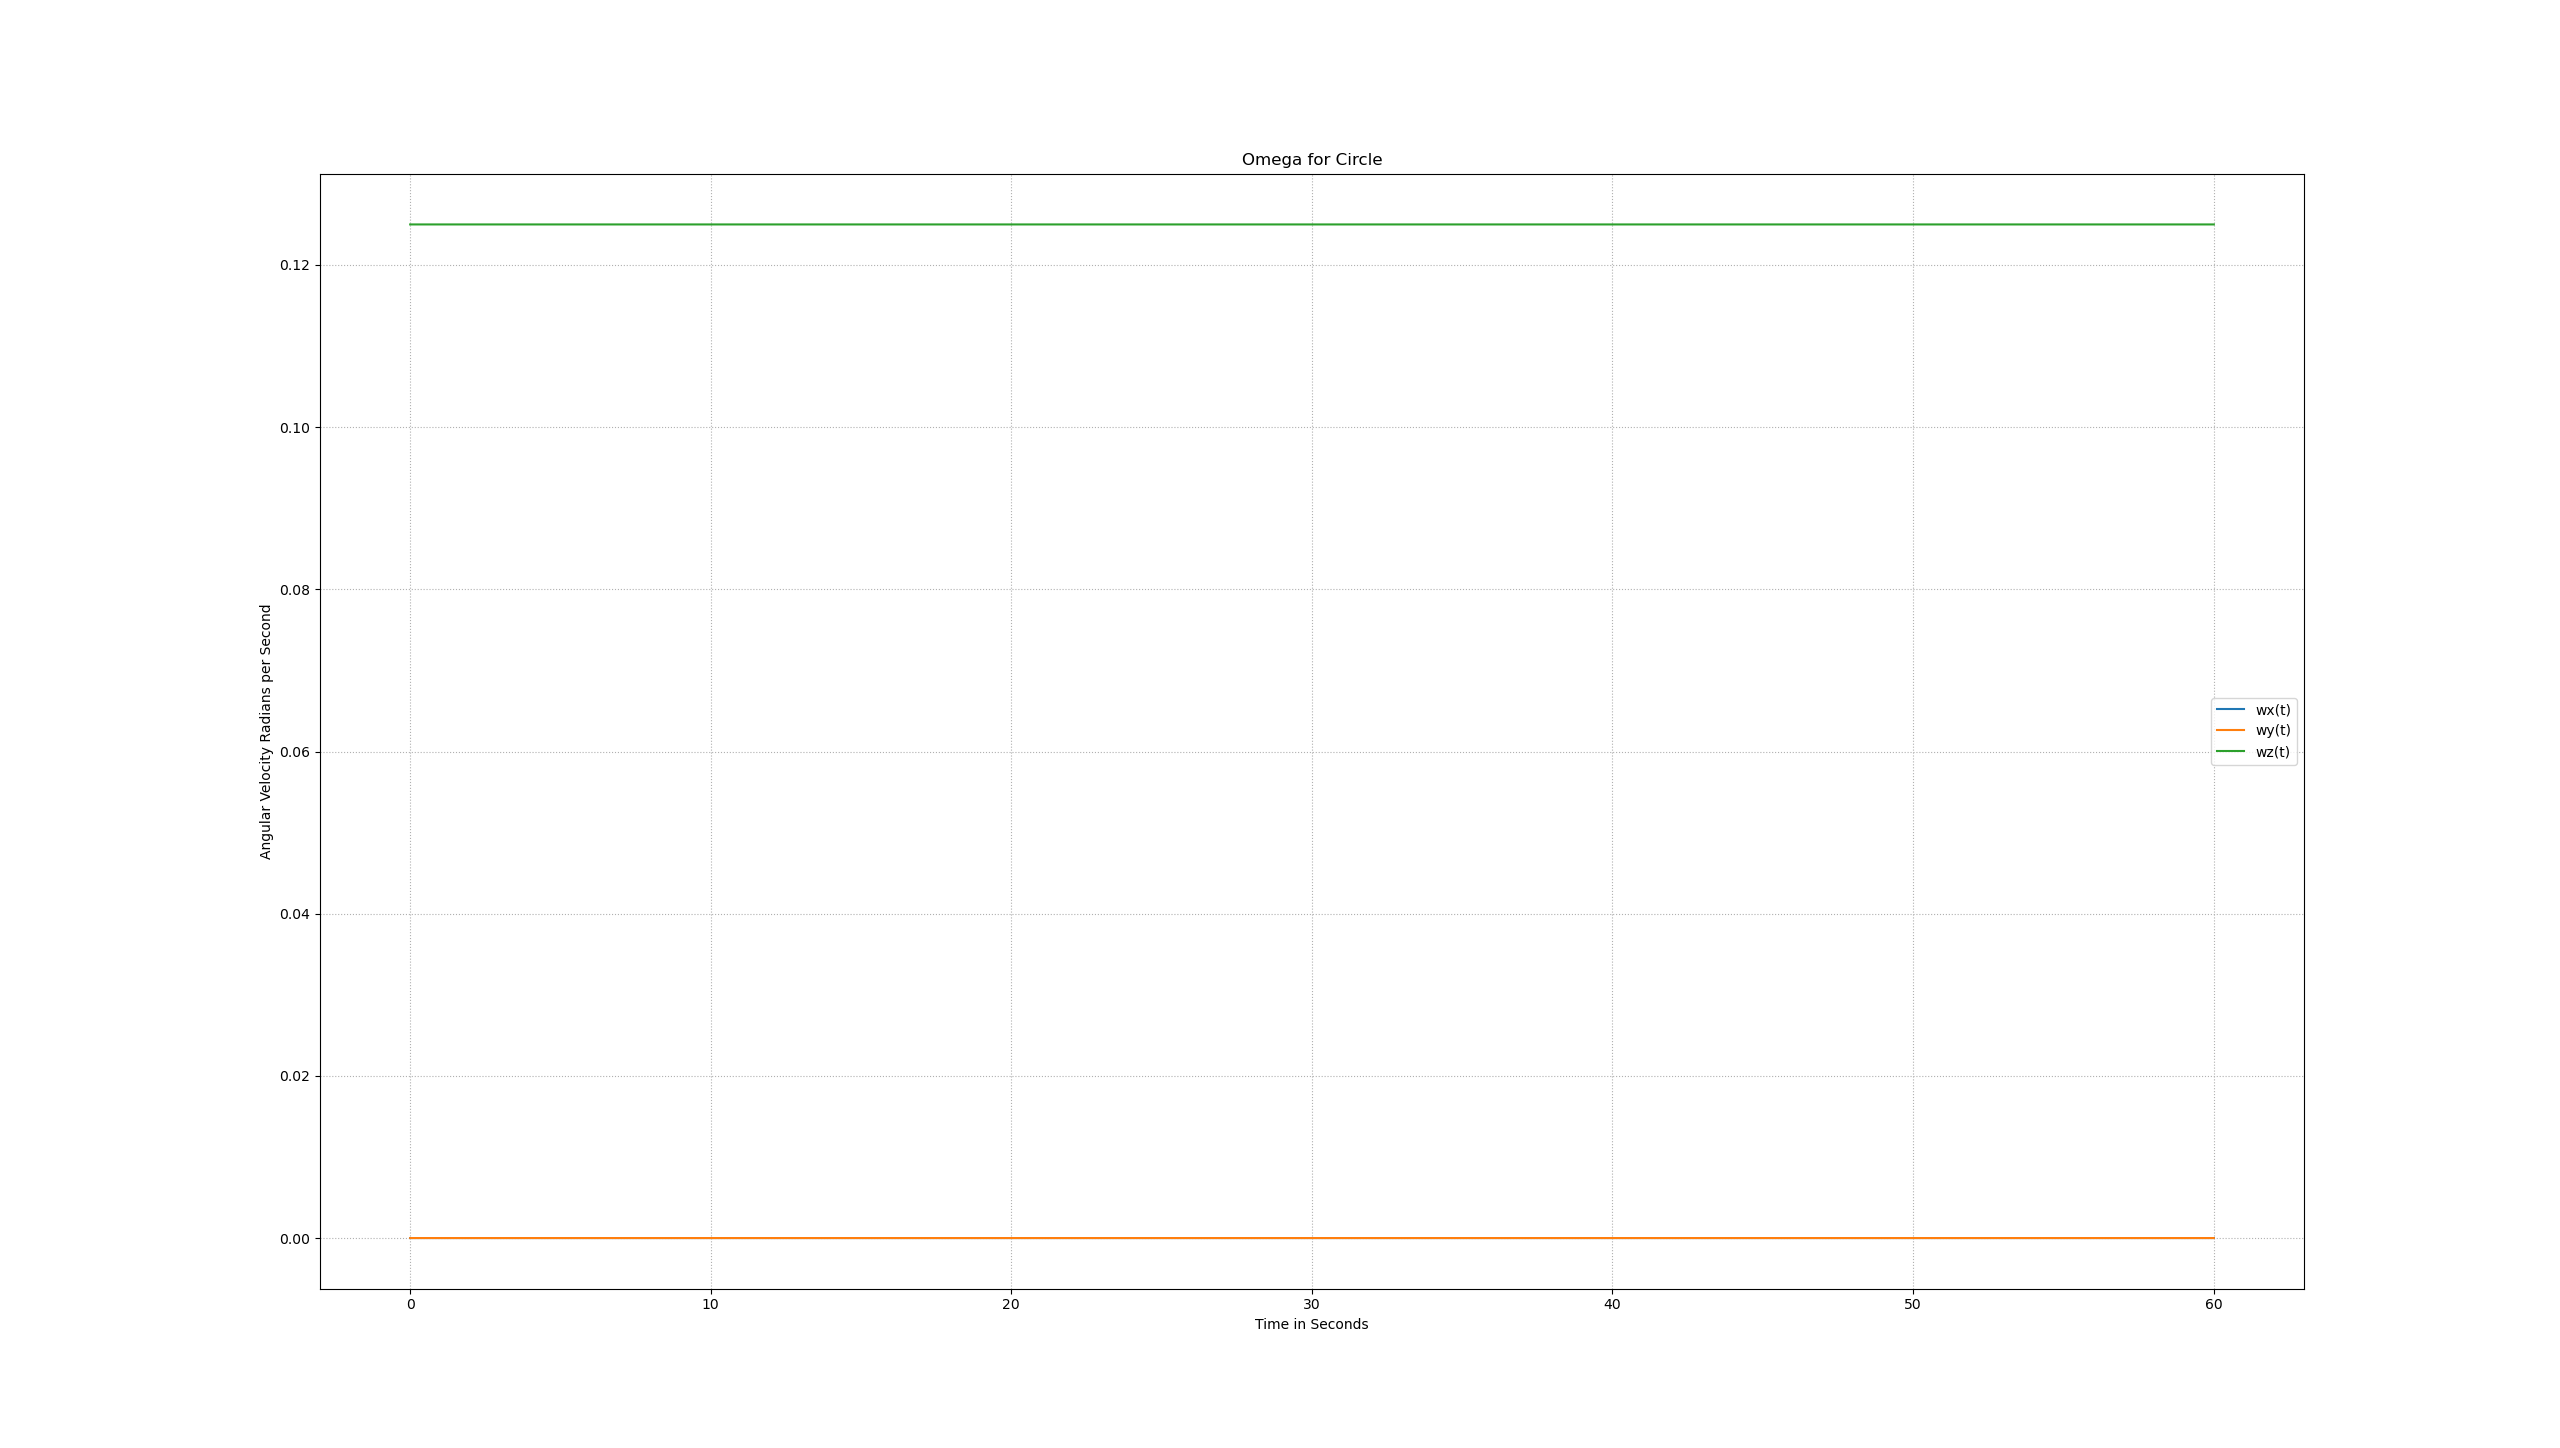 Omega for Circle
Angular Velocity Radians per Second
0.12
0.10
0.08
0.06
0.04
0.02
0.00
wx(t)
wy(t)
wz(t)
0 10 20 30 40 50 60
Time in Seconds